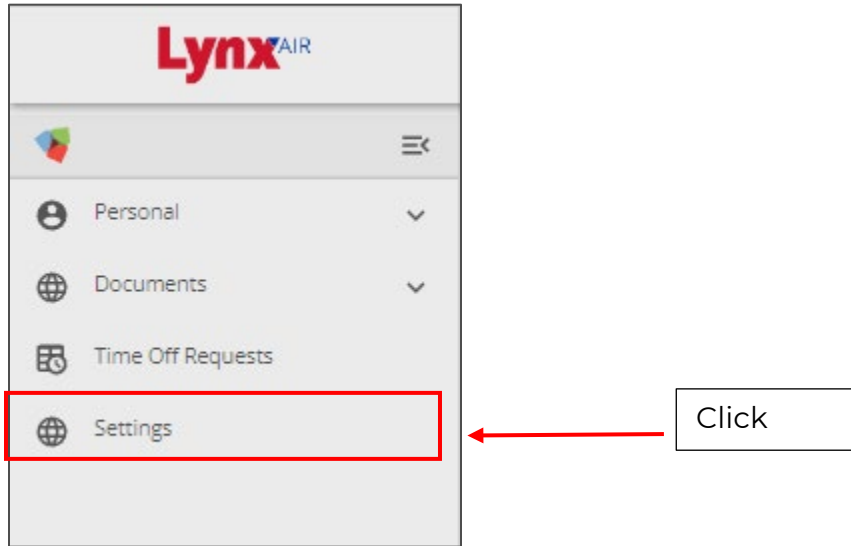 Lynx AIR
Personal
Documents
Time Off Requests
Settings
Click